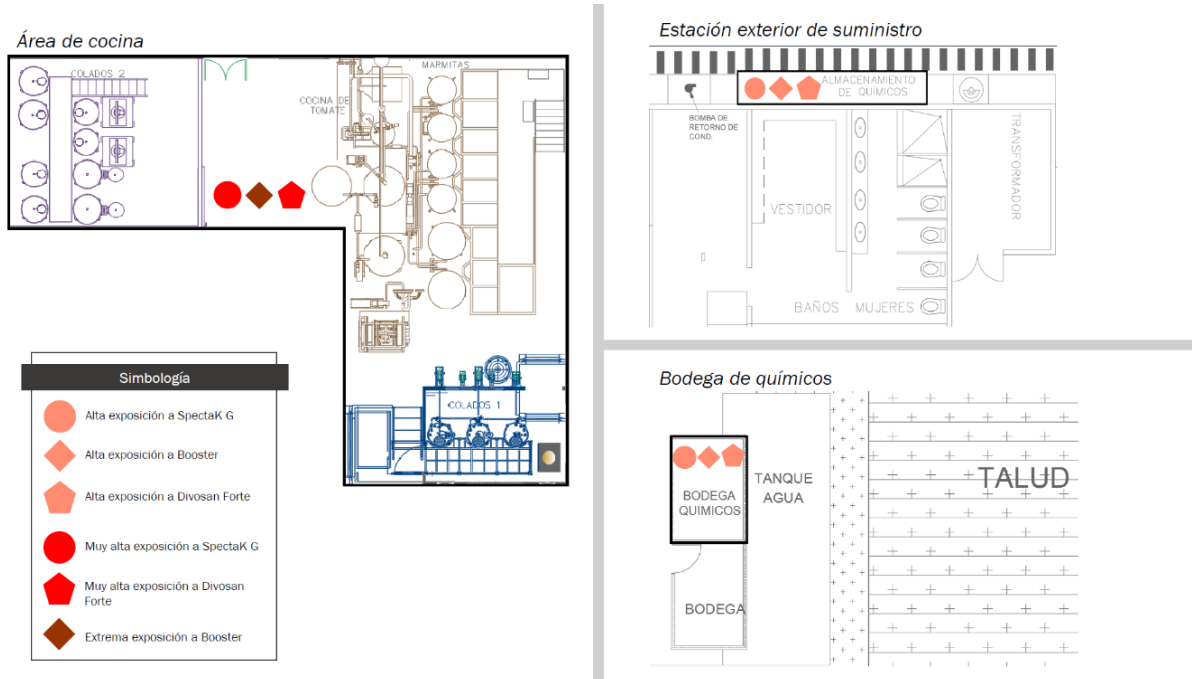 Área de cocina
COLADOS 2
COCINA DE
TOMATE
MARMITAS
COLADOS 1
Simbología
Alta exposición a SpectaK G
Alta exposición a Booster
Alta exposición a Divosan Forte
Muy alta exposición a SpectaK G
Muy alta exposición a Divosan
Forte
Extrema exposición a Booster
Estación exterior de suministro
ALMACENAMIENTO
DE QUÍMICOS
BOMBA DE
RETORNO DE
COND.
TRANSFORMADOR
VESTIDOR
BAÑOS MUJERES
Bodega de químicos
BODEGA
QUIMICOS
TANQUE
AGUA
TALUD
BODEGA